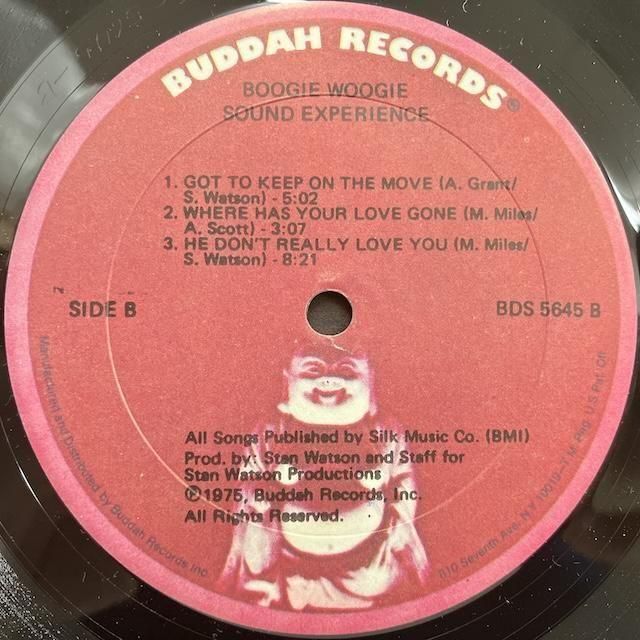 BUDDAH RECORDS®
BOOGIE WOOGIE
SOUND EXPERIENCE
1. GOT TO KEEP ON THE MOVE (A. Grant/
S. Watson) - 5:02
2. WHERE HAS YOUR LOVE GONE (M. Miles/
A. Scott) - 3:07
3. HE DON'T REALLY LOVE YOU (M. Miles/
S. Watson) - 8:21
SIDE B
BDS 5645 B
All Songs Published by Silk Music Co. (BMI)
Prod. by: Stan Watson and Staff for
Stan Watson Productions
℗1975, Buddah Records, Inc.
All Rights Reserved.
Manufactured and Distributed by Buddah Records Inc.
810 Seventh Ave. N.Y. 10019 - T.M. Reg. U.S. Pat. Off.